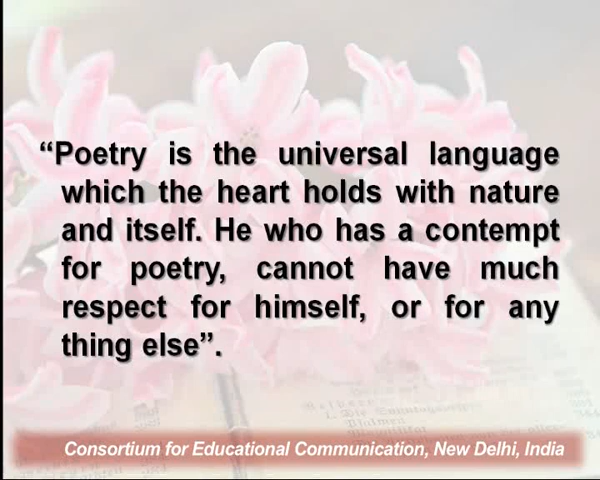 “Poetry is the universal language
which the heart holds with nature
and itself. He who has a contempt
for poetry, cannot have much
respect for himself, or for any
thing else”.
Consortium for Educational Communication, New Delhi, India